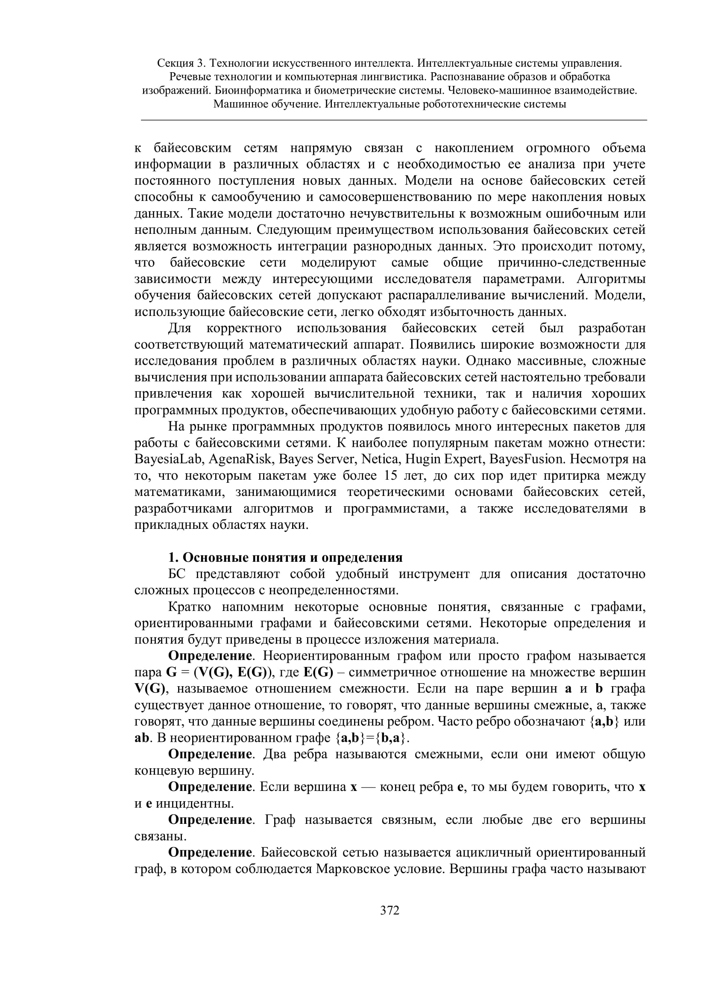 Секция 3. Технологии искусственного интеллекта. Интеллектуальные системы управления.
Речевые технологии и компьютерная лингвистика. Распознавание образов и обработка
изображений. Биоинформатика и биометрические системы. Человеко-машинное взаимодействие.
Машинное обучение. Интеллектуальные робототехнические системы
к байесовским сетям напрямую связан с накоплением огромного объема
информации в различных областях и с необходимостью ее анализа при учете
постоянного поступления новых данных. Модели на основе байесовских сетей
способны к самообучению и самосовершенствованию по мере накопления новых
данных. Такие модели достаточно нечувствительны к возможным ошибочным или
неполным данным. Следующим преимуществом использования байесовских сетей
является возможность интеграции разнородных данных. Это происходит потому,
что байесовские сети моделируют самые общие причинно-следственные
зависимости между интересующими исследователя параметрами. Алгоритмы
обучения байесовских сетей допускают распараллеливание вычислений. Модели,
использующие байесовские сети, легко обходят избыточность данных.
Для корректного использования байесовских сетей был разработан
соответствующий математический аппарат. Появились широкие возможности для
исследования проблем в различных областях науки. Однако массивные, сложные
вычисления при использовании аппарата байесовских сетей настоятельно требовали
привлечения как хорошей вычислительной техники, так и наличия хороших
программных продуктов, обеспечивающих удобную работу с байесовскими сетями.
На рынке программных продуктов появилось много интересных пакетов для
работы с байесовскими сетями. К наиболее популярным пакетам можно отнести:
BayesiaLab, AgenaRisk, Bayes Server, Netica, Hugin Expert, BayesFusion. Несмотря на
то, что некоторым пакетам уже более 15 лет, до сих пор идет притирка между
математиками, занимающимися теоретическими основами байесовских сетей,
разработчиками алгоритмов и программистами, а также исследователями в
прикладных областях науки.
1. Основные понятия и определения
БС представляют собой удобный инструмент для описания достаточно
сложных процессов с неопределенностями.
Кратко напомним некоторые основные понятия, связанные с графами,
ориентированными графами и байесовскими сетями. Некоторые определения и
понятия будут приведены в процессе изложения материала.
Определение. Неориентированным графом или просто графом называется
пара G = (V(G), E(G)), где E(G) – симметричное отношение на множестве вершин
V(G), называемое отношением смежности. Если на паре вершин a и b графа
существует данное отношение, то говорят, что данные вершины смежные, а, также
говорят, что данные вершины соединены ребром. Часто ребро обозначают {a,b} или
ab. В неориентированном графе {a,b}={b,a}.
Определение. Два ребра называются смежными, если они имеют общую
концевую вершину.
Определение. Если вершина x — конец ребра e, то мы будем говорить, что x
и e инцидентны.
Определение. Граф называется связным, если любые две его вершины
связаны.
Определение. Байесовской сетью называется ацикличный ориентированный
граф, в котором соблюдается Марковское условие. Вершины графа часто называют
372